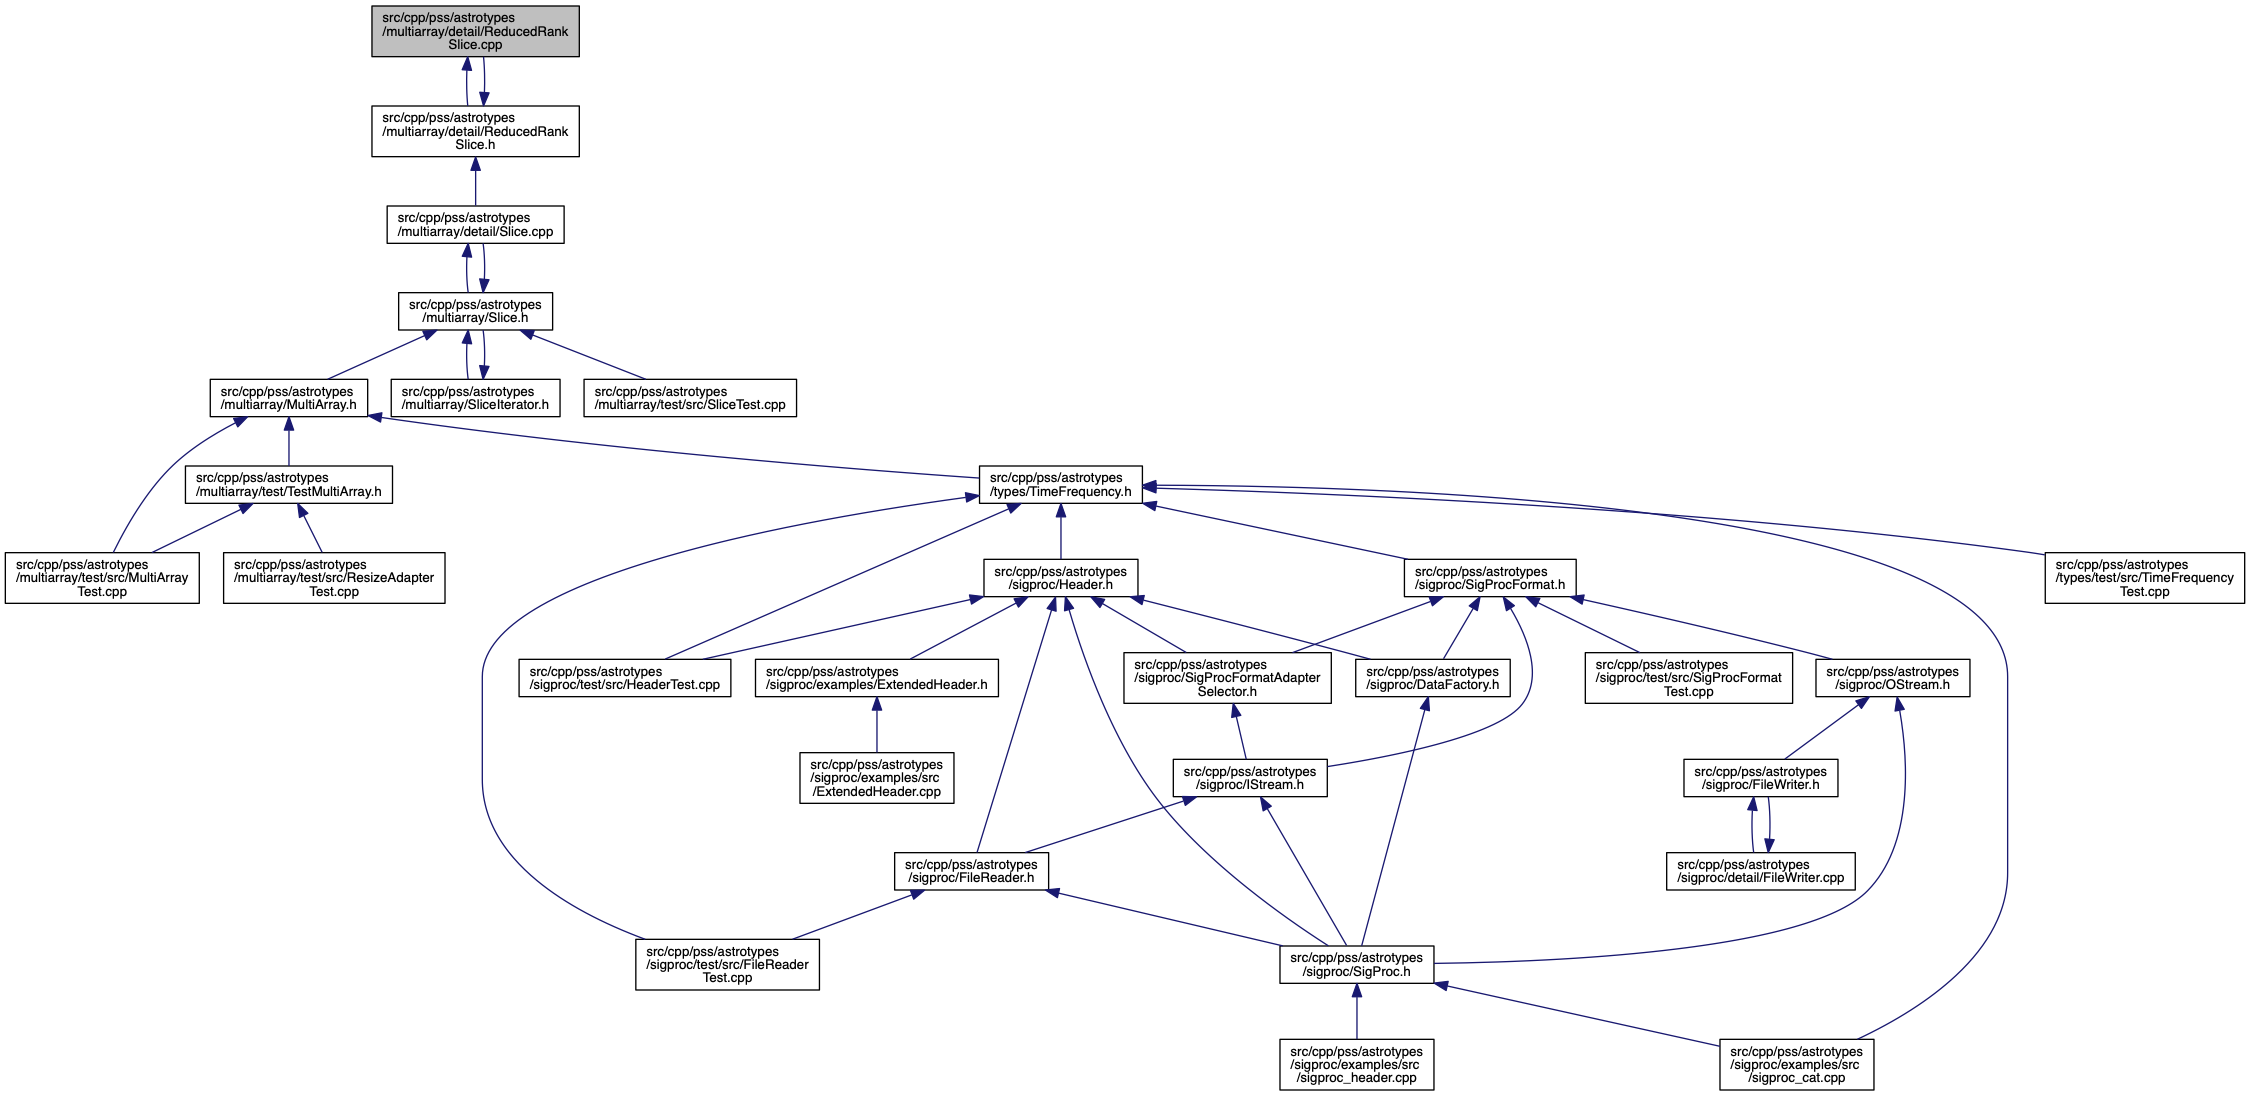 src/cpp/pss/astrotypes
/multiarray/detail/ReducedRank
Slice.cpp
src/cpp/pss/astrotypes
/multiarray/detail/ReducedRank
Slice.h
src/cpp/pss/astrotypes
/multiarray/detail/Slice.cpp
src/cpp/pss/astrotypes
/multiarray/Slice.h
src/cpp/pss/astrotypes
/multiarray/MultiArray.h
src/cpp/pss/astrotypes
/multiarray/SliceIterator.h
src/cpp/pss/astrotypes
/multiarray/test/src/SliceTest.cpp
src/cpp/pss/astrotypes
/multiarray/test/TestMultiArray.h
src/cpp/pss/astrotypes
/types/TimeFrequency.h
src/cpp/pss/astrotypes
/multiarray/test/src/MultiArray
Test.cpp
src/cpp/pss/astrotypes
/multiarray/test/src/ResizeAdapter
Test.cpp
src/cpp/pss/astrotypes
/sigproc/Header.h
src/cpp/pss/astrotypes
/sigproc/SigProcFormat.h
src/cpp/pss/astrotypes
/types/test/src/TimeFrequency
Test.cpp
src/cpp/pss/astrotypes
/sigproc/test/src/HeaderTest.cpp
src/cpp/pss/astrotypes
/sigproc/examples/ExtendedHeader.h
src/cpp/pss/astrotypes
/sigproc/SigProcFormatAdapter
Selector.h
src/cpp/pss/astrotypes
/sigproc/DataFactory.h
src/cpp/pss/astrotypes
/sigproc/test/src/SigProcFormat
Test.cpp
src/cpp/pss/astrotypes
/sigproc/OStream.h
src/cpp/pss/astrotypes
/sigproc/examples/src
/ExtendedHeader.cpp
src/cpp/pss/astrotypes
/sigproc/IStream.h
src/cpp/pss/astrotypes
/sigproc/FileWriter.h
src/cpp/pss/astrotypes
/sigproc/FileReader.h
src/cpp/pss/astrotypes
/sigproc/detail/FileWriter.cpp
src/cpp/pss/astrotypes
/sigproc/test/src/FileReader
Test.cpp
src/cpp/pss/astrotypes
/sigproc/SigProc.h
src/cpp/pss/astrotypes
/sigproc/examples/src
/sigproc_header.cpp
src/cpp/pss/astrotypes
/sigproc/examples/src
/sigproc_cat.cpp